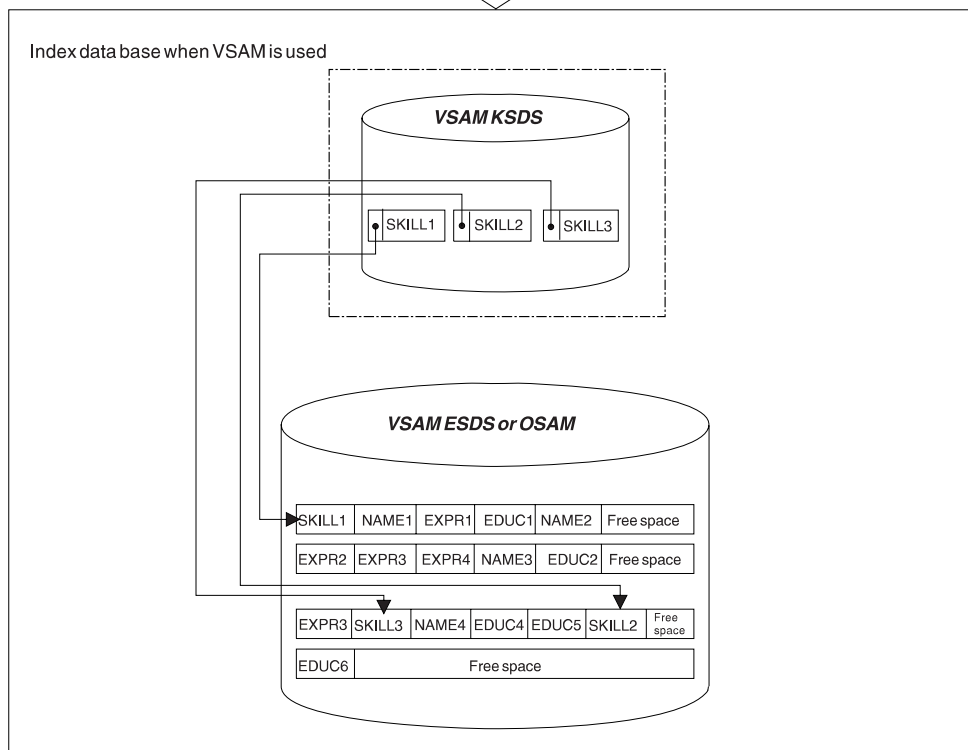 Index data base when VSAM is used
VSAM KSDS
SKILL1 SKILL2 SKILL3
VSAM ESDS or OSAM
SKILL1 NAME1 EXPR1 EDUC1 NAME2 Free space
EXPR2 EXPR3 EXPR4 NAME3 EDUC2 Free space
EXPR3 SKILL3 NAME4 EDUC4 EDUC5 SKILL2 Free space
EDUC6 Free space